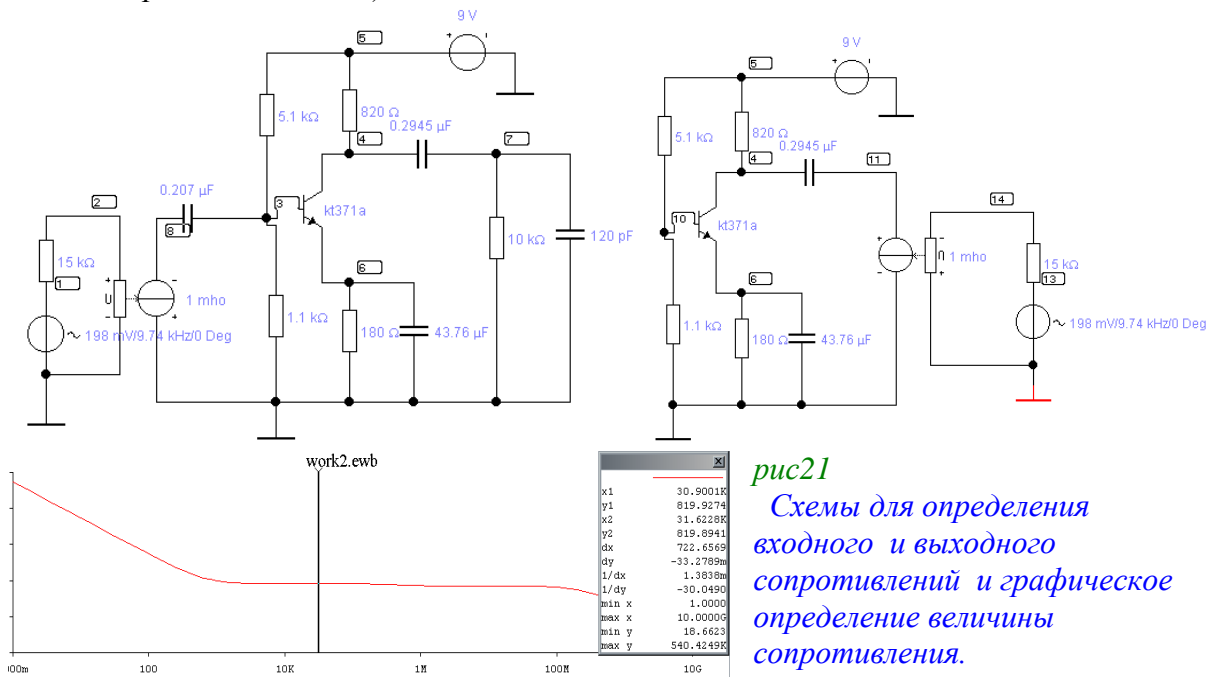 9 V
5
5.1 kΩ
820 Ω
0.2945 µF
4
7
0.207 µF
2
8
3
kt371a
15 kΩ
1
U
1 mho
10 kΩ
120 pF
6
198 mV/9.74 kHz/0 Deg
1.1 kΩ
180 Ω
43.76 µF
9 V
5
5.1 kΩ
820 Ω
0.2945 µF
4
11
10
kt371a
14
1 mho
15 kΩ
13
6
198 mV/9.74 kHz/0 Deg
1.1 kΩ
180 Ω
43.76 µF
work2.ewb
x1 30.9001K
y1 819.9274
x2 31.6228K
y2 819.8941
dx 722.6569
dy -33.2789m
1/dx 1.3838m
1/dy -30.0490
min x 1.0000
max x 10.0000G
min y 18.6623
max y 540.4249K
00m 100 10K 1M 100M 10G
рис21
Схемы для определения
входного и выходного
сопротивлений и графическое
определение величины
сопротивления.